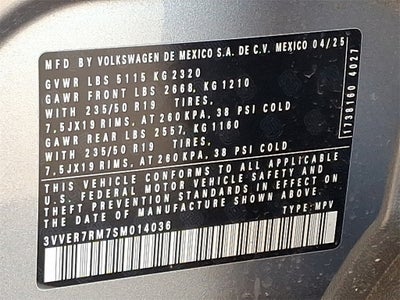 MFD BY VOLKSWAGEN DE MEXICO S.A. DE C.V. MEXICO 04/25
GVWR LBS 5115 KG 2320
GAWR FRONT LBS 2668, KG 1210
WITH 235/50 R19 TIRES,
7.5JX19 RIMS, AT 260 KPA, 38 PSI COLD
GAWR REAR LBS 2557, KG 1160
WITH 235/50 R19 TIRES,
7.5JX19 RIMS, AT 260 KPA, 38 PSI COLD
THIS VEHICLE CONFORMS TO ALL APPLICABLE
U.S. FEDERAL MOTOR VEHICLE SAFETY AND
THEFT PREVENTION STANDARDS IN EFFECT ON
THE DATE OF MANUFACTURE SHOWN ABOVE.
3VVER7RM7SM014036 TYPE: MPV
1738160 4027